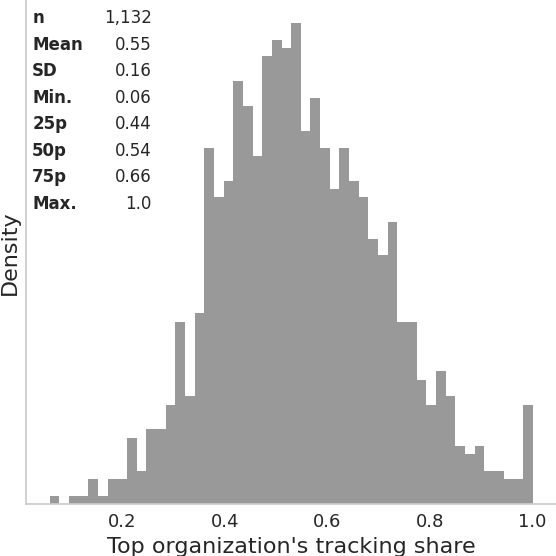 n 1,132
Mean 0.55
SD 0.16
Min. 0.06
25p 0.44
50p 0.54
75p 0.66
Max. 1.0
Density
0.2 0.4 0.6 0.8 1.0
Top organization's tracking share